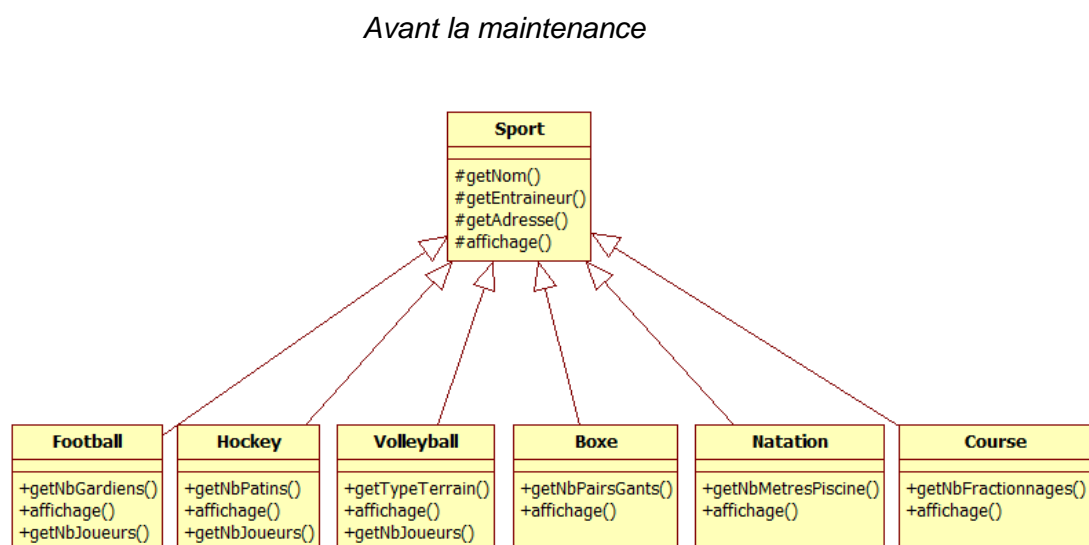 Avant la maintenance
Sport
#getNom()
#getEntraineur()
#getAdresse()
#affichage()
Football
+getNbGardiens()
+affichage()
+getNbJoueurs()
Hockey
+getNbPatins()
+affichage()
+getNbJoueurs()
Volleyball
+getTypeTerrain()
+affichage()
+getNbJoueurs()
Boxe
+getNbPairsGants()
+affichage()
Natation
+getNbMetresPiscine()
+affichage()
Course
+getNbFractionnages()
+affichage()